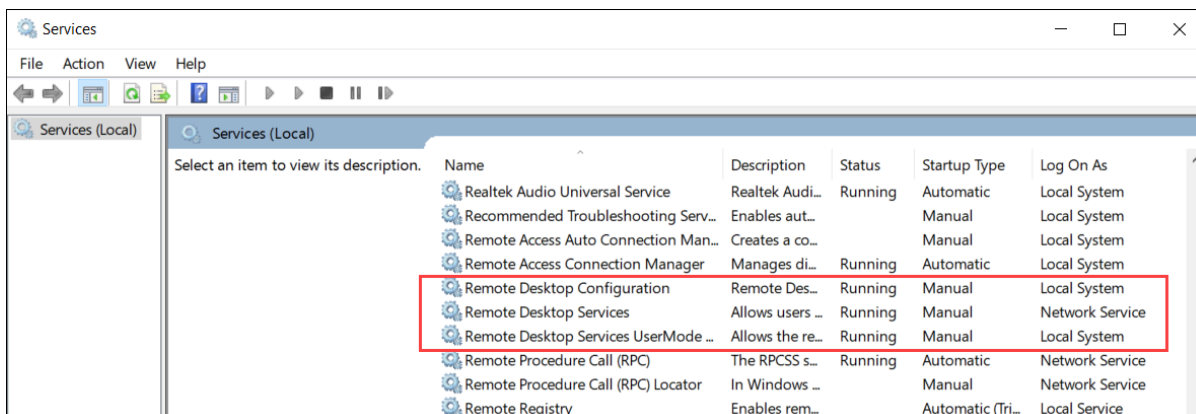 Services
File Action View Help
Services (Local)
Services (Local)
Select an item to view its description.
Name Description Status Startup Type Log On As
Realtek Audio Universal Service Realtek Audi... Running Automatic Local System
Recommended Troubleshooting Serv... Enables aut... Manual Local System
Remote Access Auto Connection Man... Creates a co... Manual Local System
Remote Access Connection Manager Manages di... Running Automatic Local System
Remote Desktop Configuration Remote Des... Running Manual Local System
Remote Desktop Services Allows users ... Running Manual Network Service
Remote Desktop Services UserMode ... Allows the re... Running Manual Local System
Remote Procedure Call (RPC) The RPCSS s... Running Automatic Network Service
Remote Procedure Call (RPC) Locator In Windows ... Manual Network Service
Remote Registry Enables rem... Automatic (Tri... Local Service